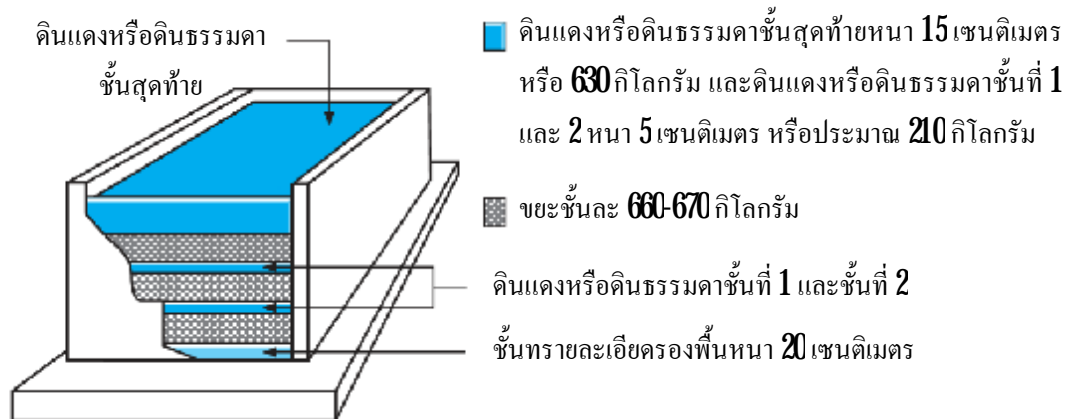 ดินแดงหรือดินธรรมดา
ชั้นสุดท้าย
ดินแดงหรือดินธรรมดาชั้นสุดท้ายหนา 15 เซนติเมตร
หรือ 630 กิโลกรัม และดินแดงหรือดินธรรมดาชั้นที่ 1
และ 2 หนา 5 เซนติเมตร หรือประมาณ 210 กิโลกรัม
ขยะชั้นละ 660-670 กิโลกรัม
ดินแดงหรือดินธรรมดาชั้นที่ 1 และชั้นที่ 2
ชั้นทรายละเอียดรองพื้นหนา 20 เซนติเมตร